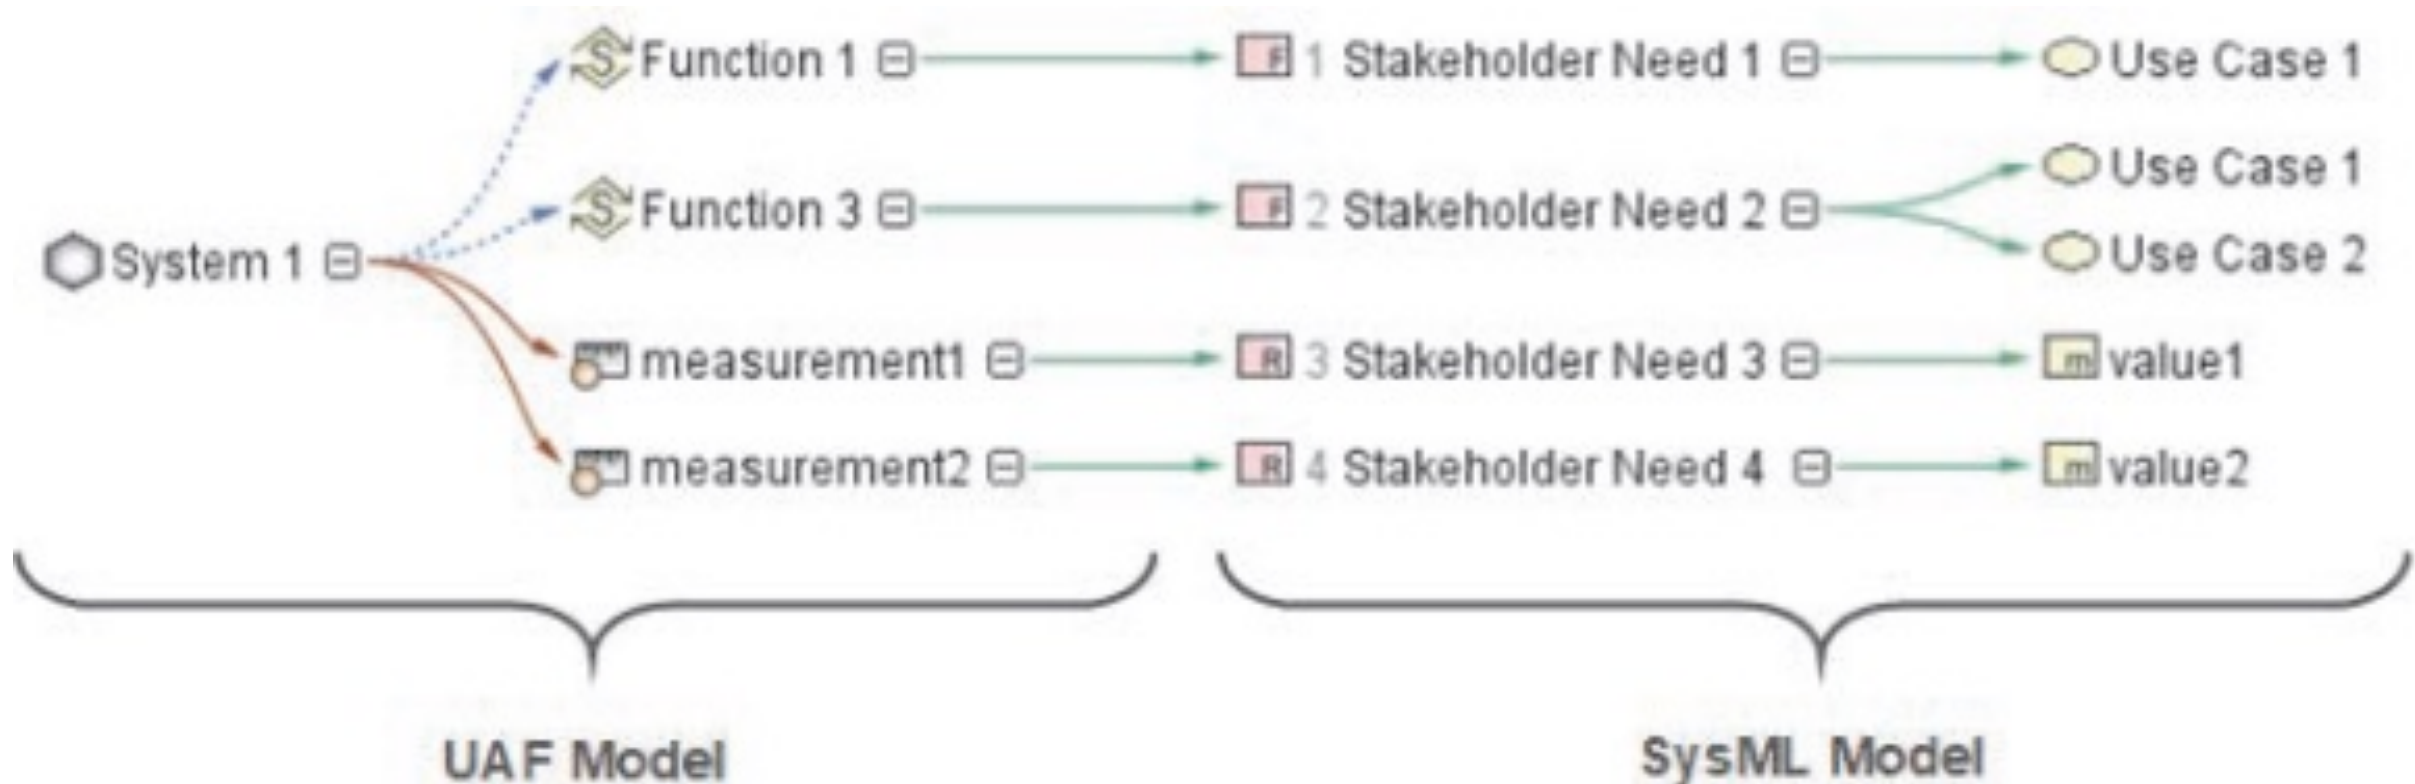 Function 1 F 1 Stakeholder Need 1 Use Case 1
Use Case 1
Function 3 F 2 Stakeholder Need 2
Use Case 2
System 1
measurement1 R 3 Stakeholder Need 3 m value1
measurement2 R 4 Stakeholder Need 4 m value2
UAF Model SysML Model